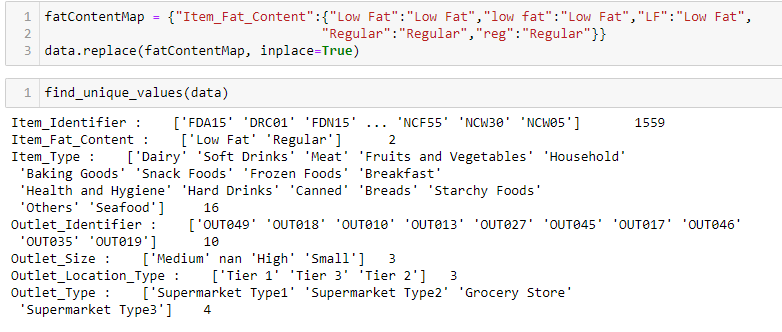 1 fatContentMap = {"Item_Fat_Content":{"Low Fat":"Low Fat","low fat":"Low Fat","LF":"Low Fat",
2 "Regular":"Regular","reg":"Regular"}}
3 data.replace(fatContentMap, inplace=True)
1 find_unique_values(data)
Item_Identifier : ['FDA15' 'DRC01' 'FDN15' ... 'NCF55' 'NCW30' 'NCW05'] 1559
Item_Fat_Content : ['Low Fat' 'Regular'] 2
Item_Type : ['Dairy' 'Soft Drinks' 'Meat' 'Fruits and Vegetables' 'Household'
'Baking Goods' 'Snack Foods' 'Frozen Foods' 'Breakfast'
'Health and Hygiene' 'Hard Drinks' 'Canned' 'Breads' 'Starchy Foods'
'Others' 'Seafood'] 16
Outlet_Identifier : ['OUT049' 'OUT018' 'OUT010' 'OUT013' 'OUT027' 'OUT045' 'OUT017' 'OUT046'
'OUT035' 'OUT019'] 10
Outlet_Size : ['Medium' nan 'High' 'Small'] 3
Outlet_Location_Type : ['Tier 1' 'Tier 3' 'Tier 2'] 3
Outlet_Type : ['Supermarket Type1' 'Supermarket Type2' 'Grocery Store'
'Supermarket Type3'] 4